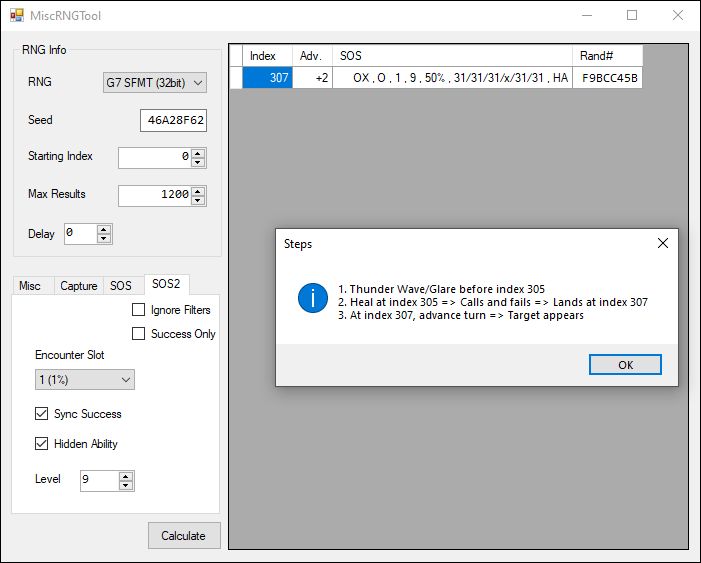 MiscRNGTool
RNG Info
RNG G7 SFMT (32bit)
Seed 46A28F62
Starting Index 0
Max Results 1200
Delay 0
Misc Capture SOS SOS2
Ignore Filters
Success Only
Encounter Slot
1 (1%)
Sync Success
Hidden Ability
Level 9
Calculate
Index Adv. SOS Rand#
307 +2 OX , O , 1 , 9 , 50% , 31/31/31/x/31/31 , HA F9BCC45B
Steps
1. Thunder Wave/Glare before index 305
2. Heal at index 305 => Calls and fails => Lands at index 307
3. At index 307, advance turn => Target appears
OK